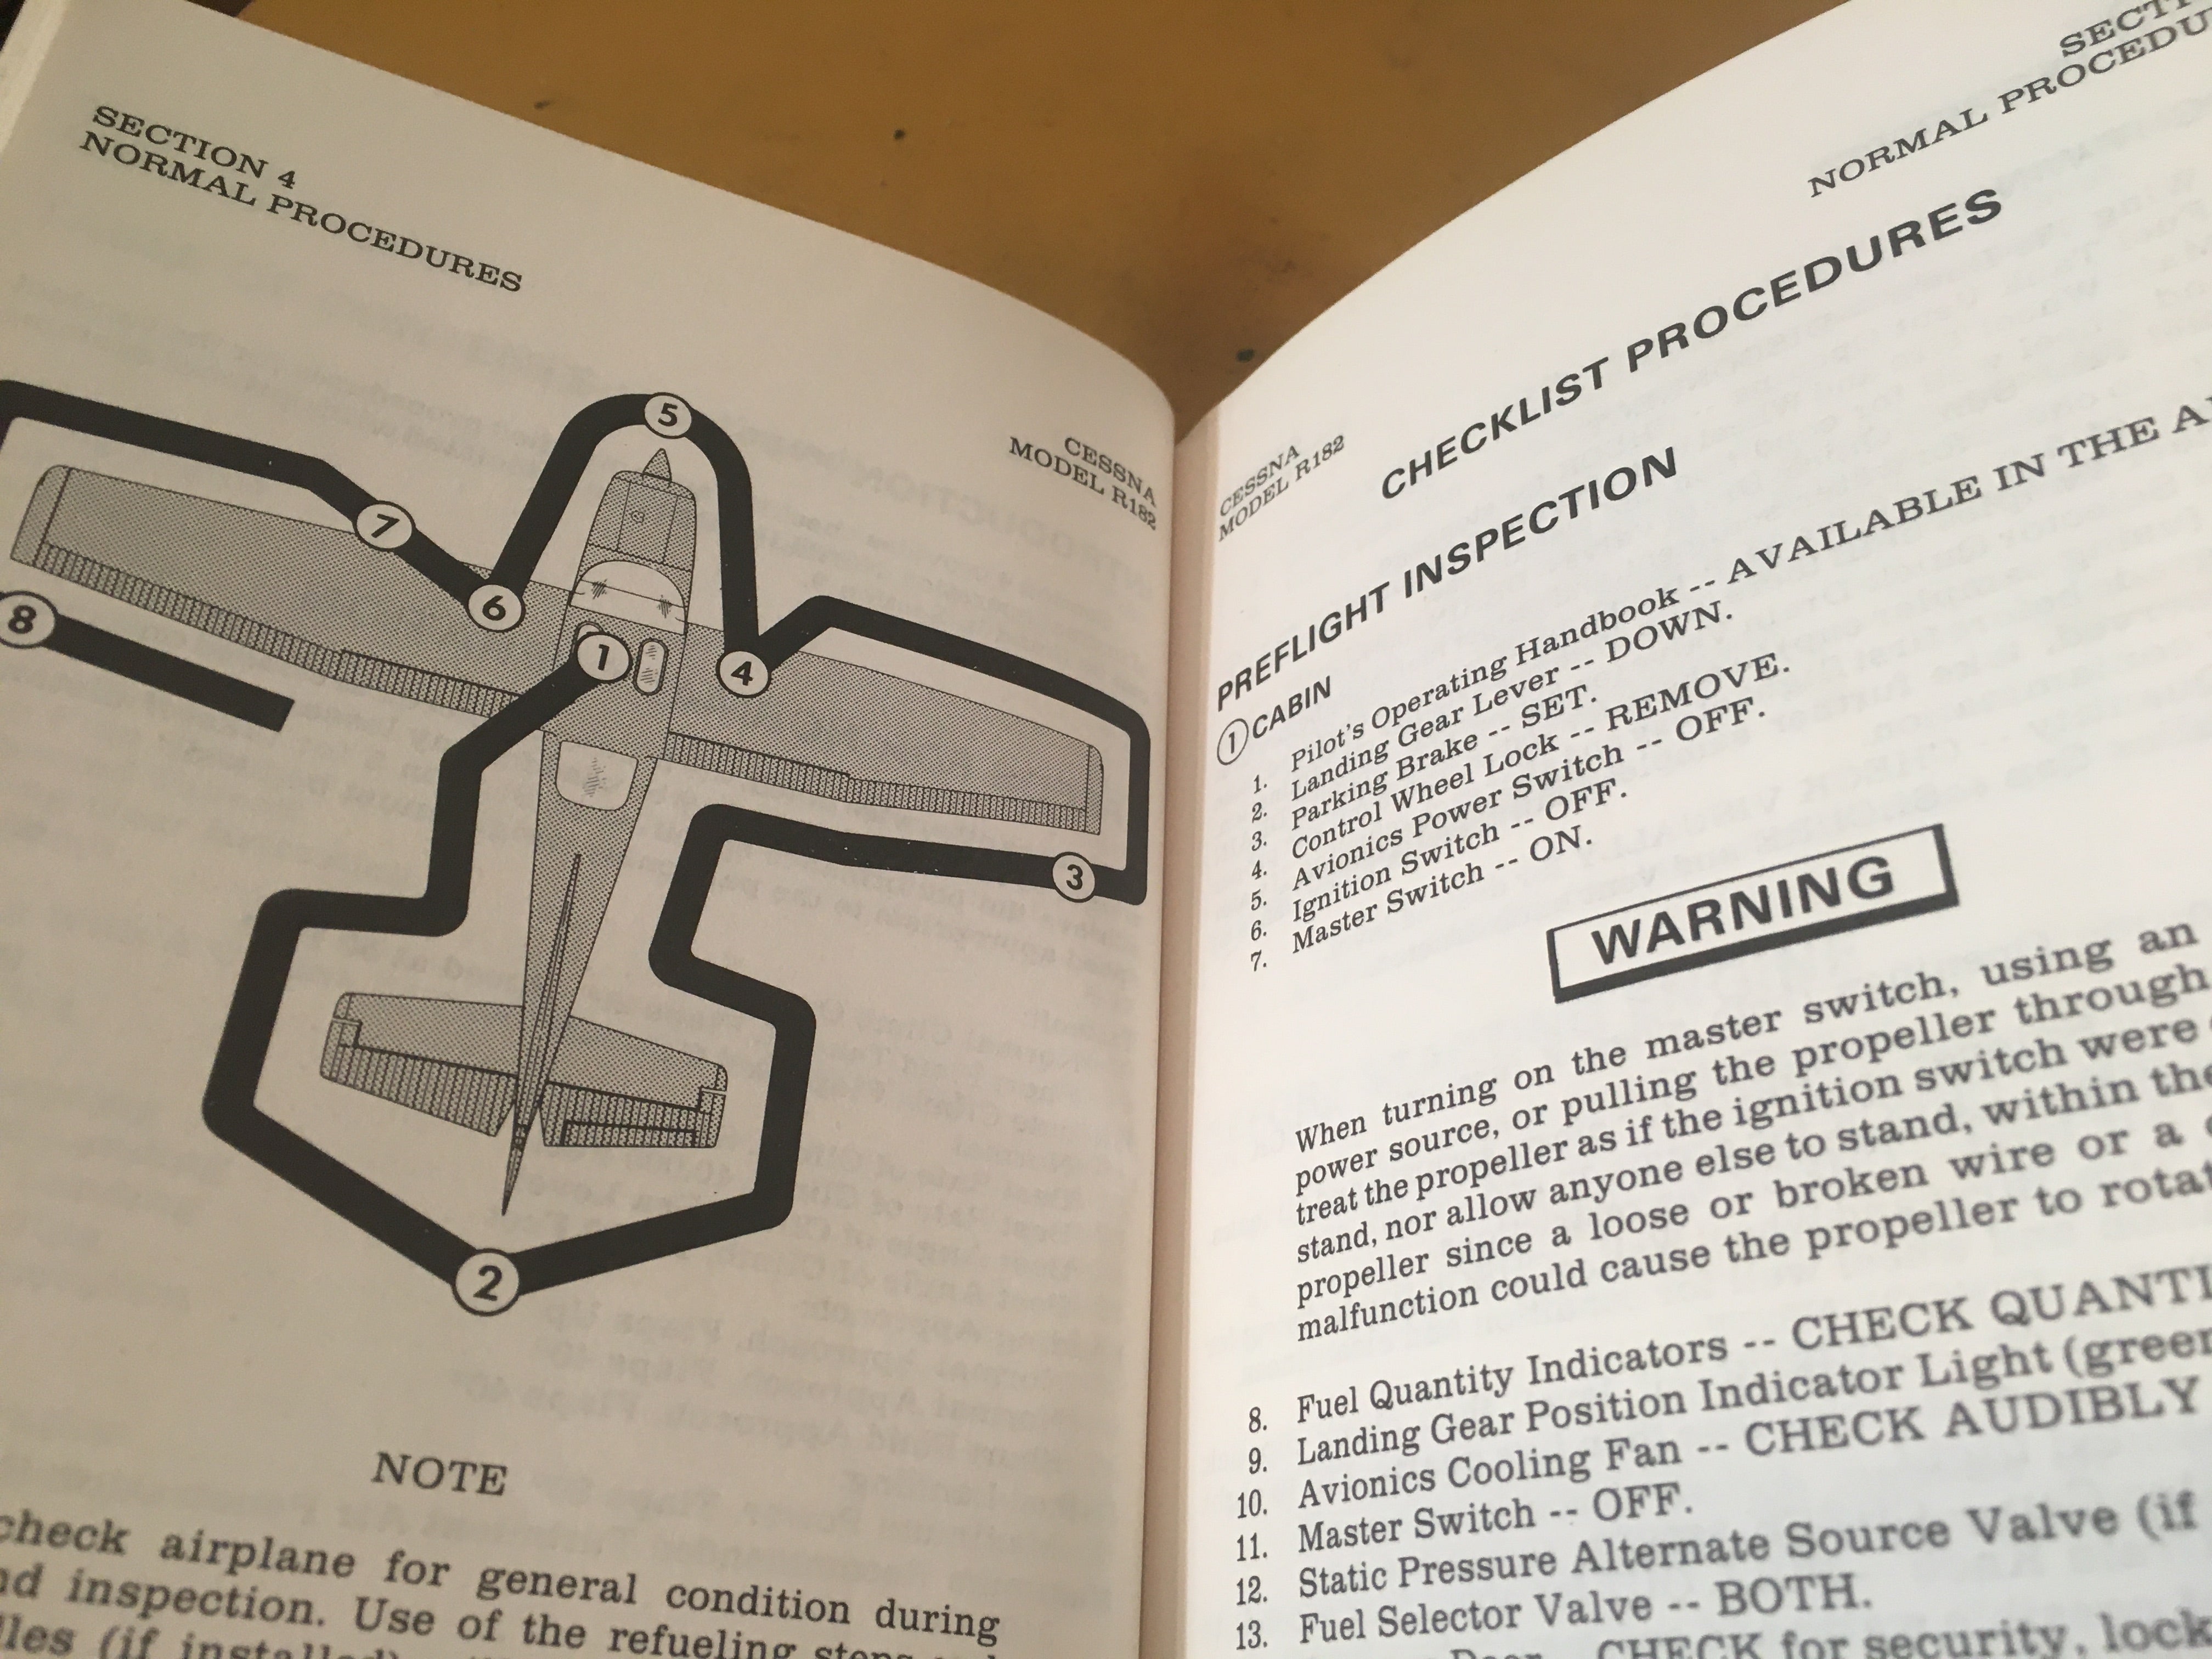 SECTION 4
NORMAL PROCEDURES
CESSNA
MODEL R182
5
7
6
8
1
4
3
2
NOTE
check airplane for general condition during
inspection. Use of the refueling steps
(if installed)
NORMAL
CESSNA
MODEL R182
CHECKLIST PROCEDURES
PREFLIGHT INSPECTION
1 CABIN
1. Pilot's Operating Handbook -- AVAILABLE IN THE
2. Landing Gear Lever -- DOWN.
3. Parking Brake -- SET.
4. Control Wheel Lock -- REMOVE.
5. Avionics Power Switch -- OFF.
6. Ignition Switch -- OFF.
7. Master Switch -- ON.
WARNING
When turning on the master switch, using an
power source, or pulling the propeller through
treat the propeller as if the ignition switch were
stand, nor allow anyone else to stand, within the
propeller since a loose or broken wire or a
malfunction could cause the propeller to
8. Fuel Quantity Indicators -- CHECK
9. Landing Gear Position Indicator Light (green
10. Avionics Cooling Fan -- CHECK AUDIBLY
11. Master Switch -- OFF.
12. Static Pressure Alternate Source Valve (if
13. Fuel Selector Valve -- BOTH.
CHECK for security, lock